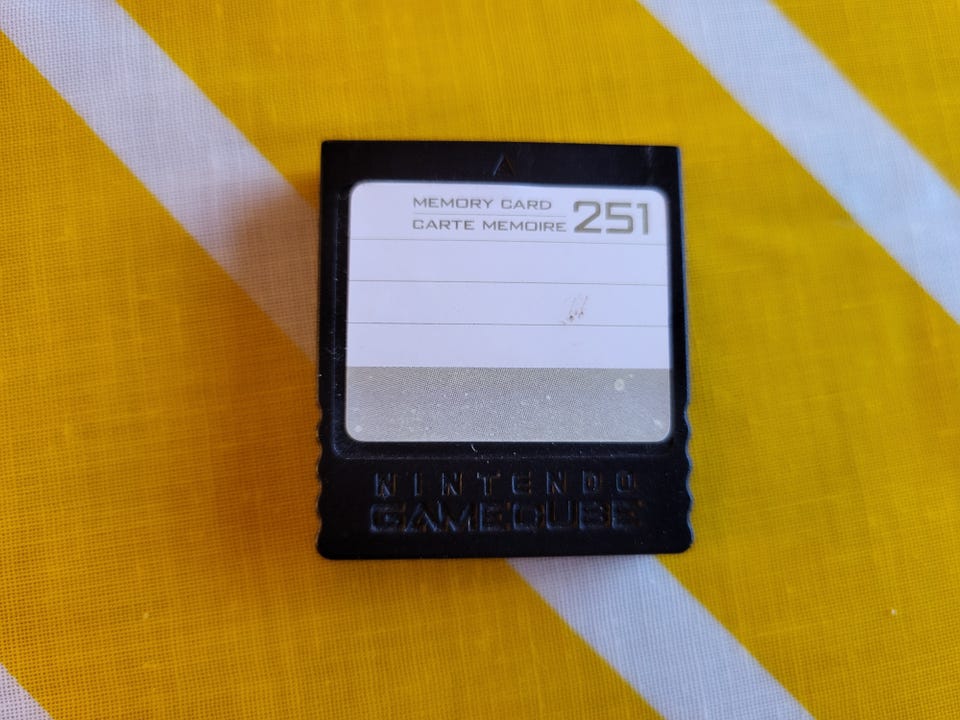 MEMORY CARD
CARTE MEMOIRE 251
NINTENDO
GAMECUBE